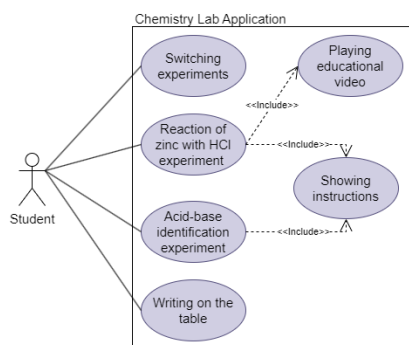 Chemistry Lab Application
Switching
experiments
Playing
educational
video
<<Include>>
Reaction of
zinc with HCl
experiment
<<Include>>
Showing
instructions
Student
Acid-base
identification
experiment
<<Include>>
Writing on the
table